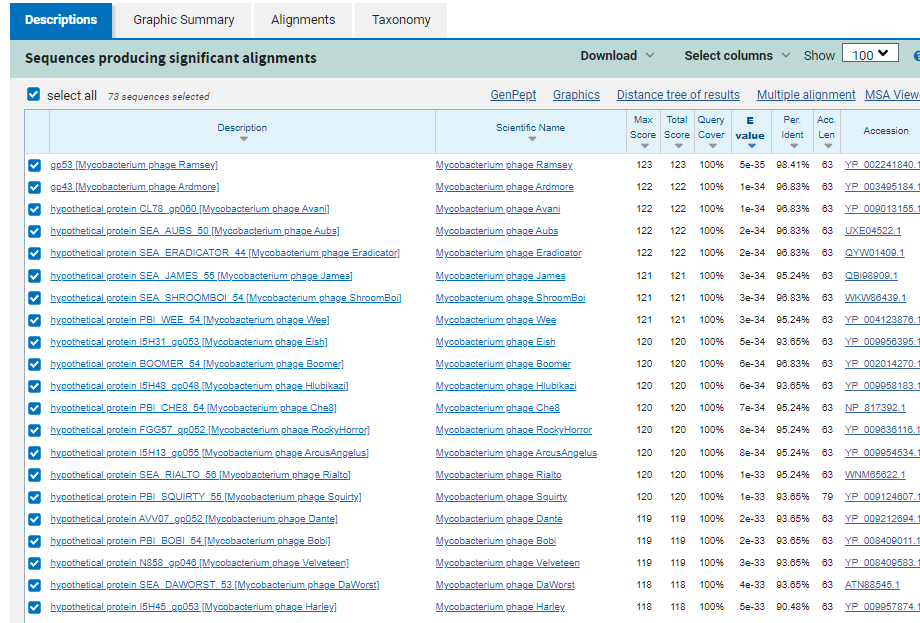 Descriptions Graphic Summary Alignments Taxonomy
Sequences producing significant alignments Download Select columns Show 100
select all 73 sequences selected GenPept Graphics Distance tree of results Multiple alignment MSA View
Description Scientific Name Max Score Total Score Query Cover E value Per. Ident Acc. Len Accession
gp53 [Mycobacterium phage Ramsey] Mycobacterium phage Ramsey 123 123 100% 5e-35 98.41% 63 YP_002241840.1
gp43 [Mycobacterium phage Ardmore] Mycobacterium phage Ardmore 122 122 100% 1e-34 96.83% 63 YP_003495184.1
hypothetical protein CL78_gp060 [Mycobacterium phage Avani] Mycobacterium phage Avani 122 122 100% 1e-34 96.83% 63 YP_009013155.1
hypothetical protein SEA_AUBS_50 [Mycobacterium phage Aubs] Mycobacterium phage Aubs 122 122 100% 2e-34 96.83% 63 UXE04522.1
hypothetical protein SEA_ERADICATOR_44 [Mycobacterium phage Eradicator] Mycobacterium phage Eradicator 122 122 100% 2e-34 96.83% 63 QYW01409.1
hypothetical protein SEA_JAMES_55 [Mycobacterium phage James] Mycobacterium phage James 121 121 100% 3e-34 95.24% 63 QBI98909.1
hypothetical protein SEA_SHROOMBOI_54 [Mycobacterium phage ShroomBoi] Mycobacterium phage ShroomBoi 121 121 100% 3e-34 96.83% 63 WKW86439.1
hypothetical protein PBI_WEE_54 [Mycobacterium phage Wee] Mycobacterium phage Wee 121 121 100% 3e-34 95.24% 63 YP_004123876.1
hypothetical protein I5H31_gp053 [Mycobacterium phage Eish] Mycobacterium phage Eish 120 120 100% 5e-34 93.65% 63 YP_009956395.1
hypothetical protein BOOMER_54 [Mycobacterium phage Boomer] Mycobacterium phage Boomer 120 120 100% 6e-34 96.83% 63 YP_002014270.1
hypothetical protein I5H48_gp048 [Mycobacterium phage Hlubikazi] Mycobacterium phage Hlubikazi 120 120 100% 6e-34 93.65% 63 YP_009958183.1
hypothetical protein PBI_CHE8_54 [Mycobacterium phage Che8] Mycobacterium phage Che8 120 120 100% 7e-34 95.24% 63 NP_817392.1
hypothetical protein FGG57_gp052 [Mycobacterium phage RockyHorror] Mycobacterium phage RockyHorror 120 120 100% 8e-34 95.24% 63 YP_009636116.1
hypothetical protein I5H13_gp055 [Mycobacterium phage ArcusAngelus] Mycobacterium phage ArcusAngelus 120 120 100% 8e-34 95.24% 63 YP_009954534.1
hypothetical protein SEA_RIALTO_56 [Mycobacterium phage Rialto] Mycobacterium phage Rialto 120 120 100% 1e-33 95.24% 63 WNM65622.1
hypothetical protein PBI_SQUIRTY_55 [Mycobacterium phage Squirty] Mycobacterium phage Squirty 120 120 100% 1e-33 93.65% 79 YP_009124607.1
hypothetical protein AVV07_gp052 [Mycobacterium phage Dante] Mycobacterium phage Dante 119 119 100% 2e-33 93.65% 63 YP_009212694.1
hypothetical protein PBI_BOBI_54 [Mycobacterium phage Bobi] Mycobacterium phage Bobi 119 119 100% 2e-33 93.65% 63 YP_008409011.1
hypothetical protein N858_gp046 [Mycobacterium phage Velveteen] Mycobacterium phage Velveteen 119 119 100% 3e-33 93.65% 63 YP_008409583.1
hypothetical protein SEA_DAWORST_53 [Mycobacterium phage DaWorst] Mycobacterium phage DaWorst 118 118 100% 4e-33 93.65% 63 ATN88545.1
hypothetical protein I5H45_gp053 [Mycobacterium phage Harley] Mycobacterium phage Harley 118 118 100% 5e-33 90.48% 63 YP_009957874.1